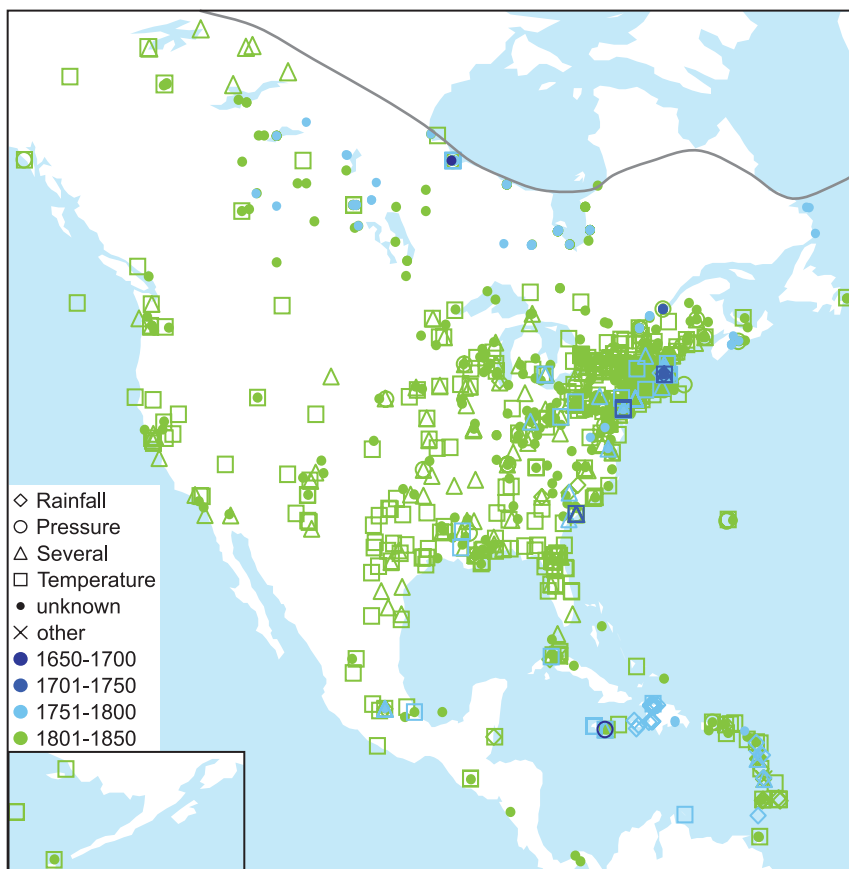 Rainfall
Pressure
Several
Temperature
unknown
other
1650-1700
1701-1750
1751-1800
1801-1850